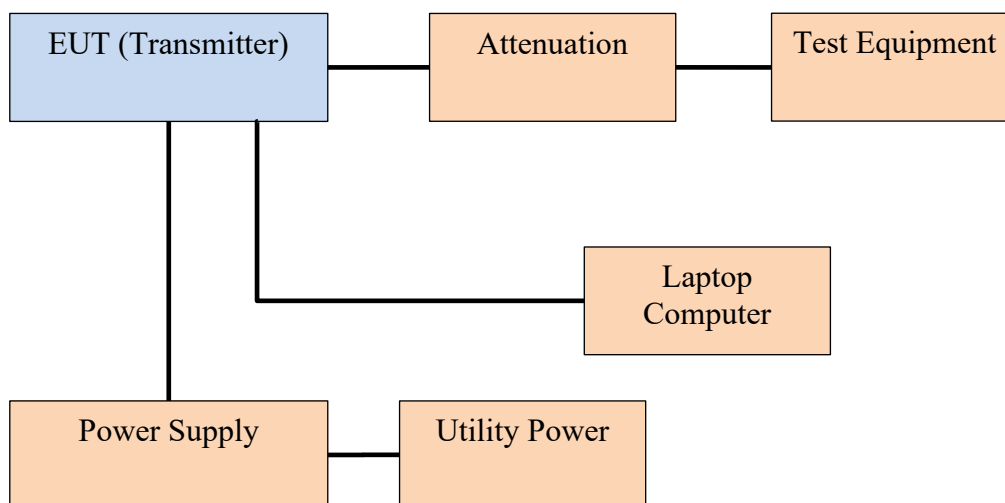 EUT (Transmitter)
Attenuation
Test Equipment
Laptop
Computer
Power Supply
Utility Power